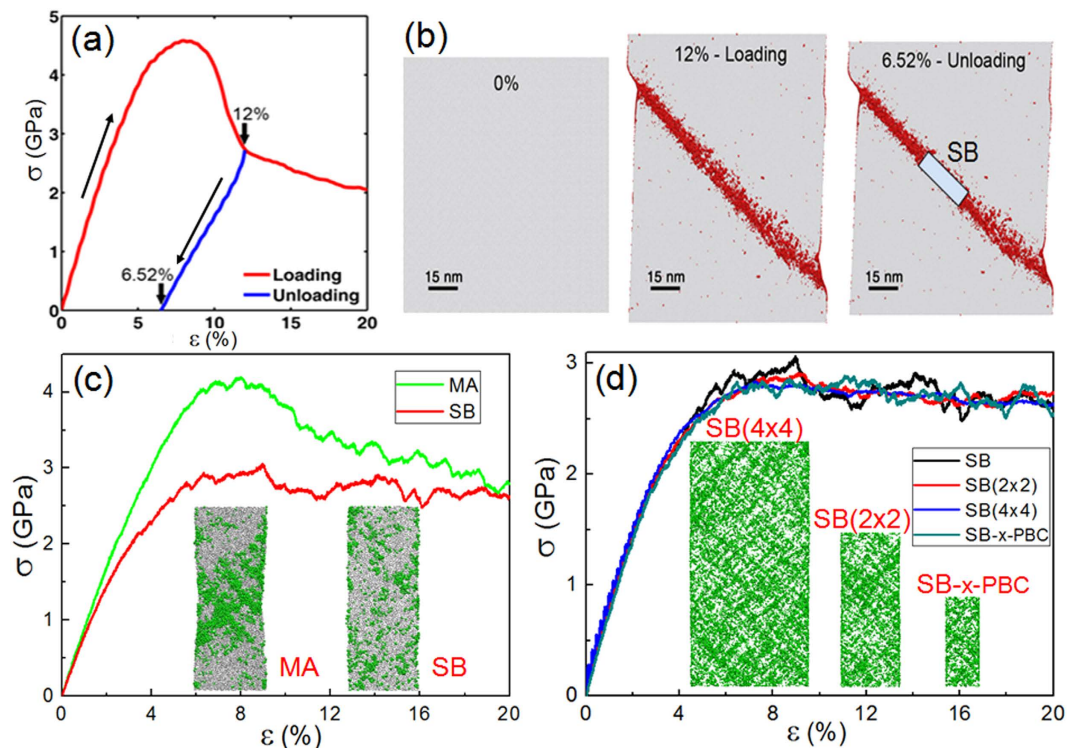 (a)
σ (GPa)
5
4
3
2
1
0
12%
6.52%
Loading
Unloading
0 5 10 15 20
ε (%)
(b)
0%
15 nm
12% - Loading
15 nm
6.52% - Unloading
SB
15 nm
(c)
σ (GPa)
4
3
2
1
0
MA
SB
MA
SB
0 4 8 12 16 20
ε (%)
(d)
σ (GPa)
3
2
1
0
SB(4x4)
SB(2x2)
SB-x-PBC
SB
SB(2x2)
SB(4x4)
SB-x-PBC
0 4 8 12 16 20
ε (%)